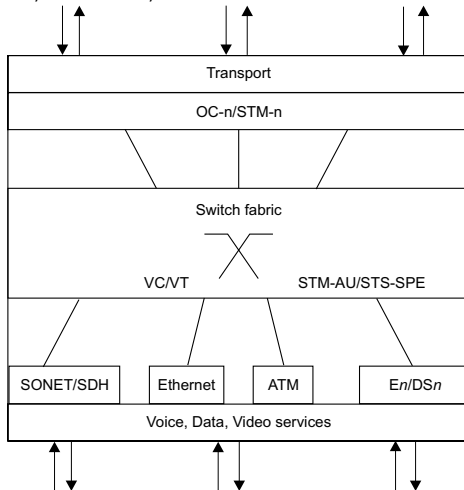 Transport
OC-n/STM-n
Switch fabric
VC/VT STM-AU/STS-SPE
SONET/SDH Ethernet ATM En/DSn
Voice, Data, Video services